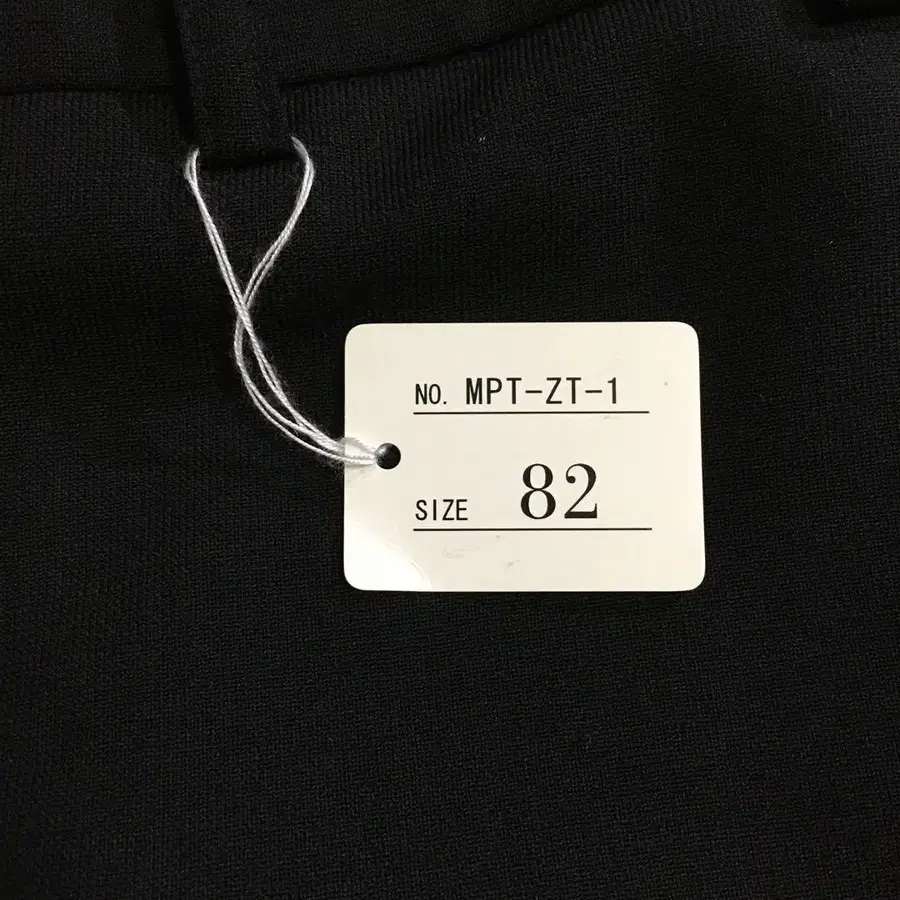 NO. MPT-ZT-1
SIZE 82